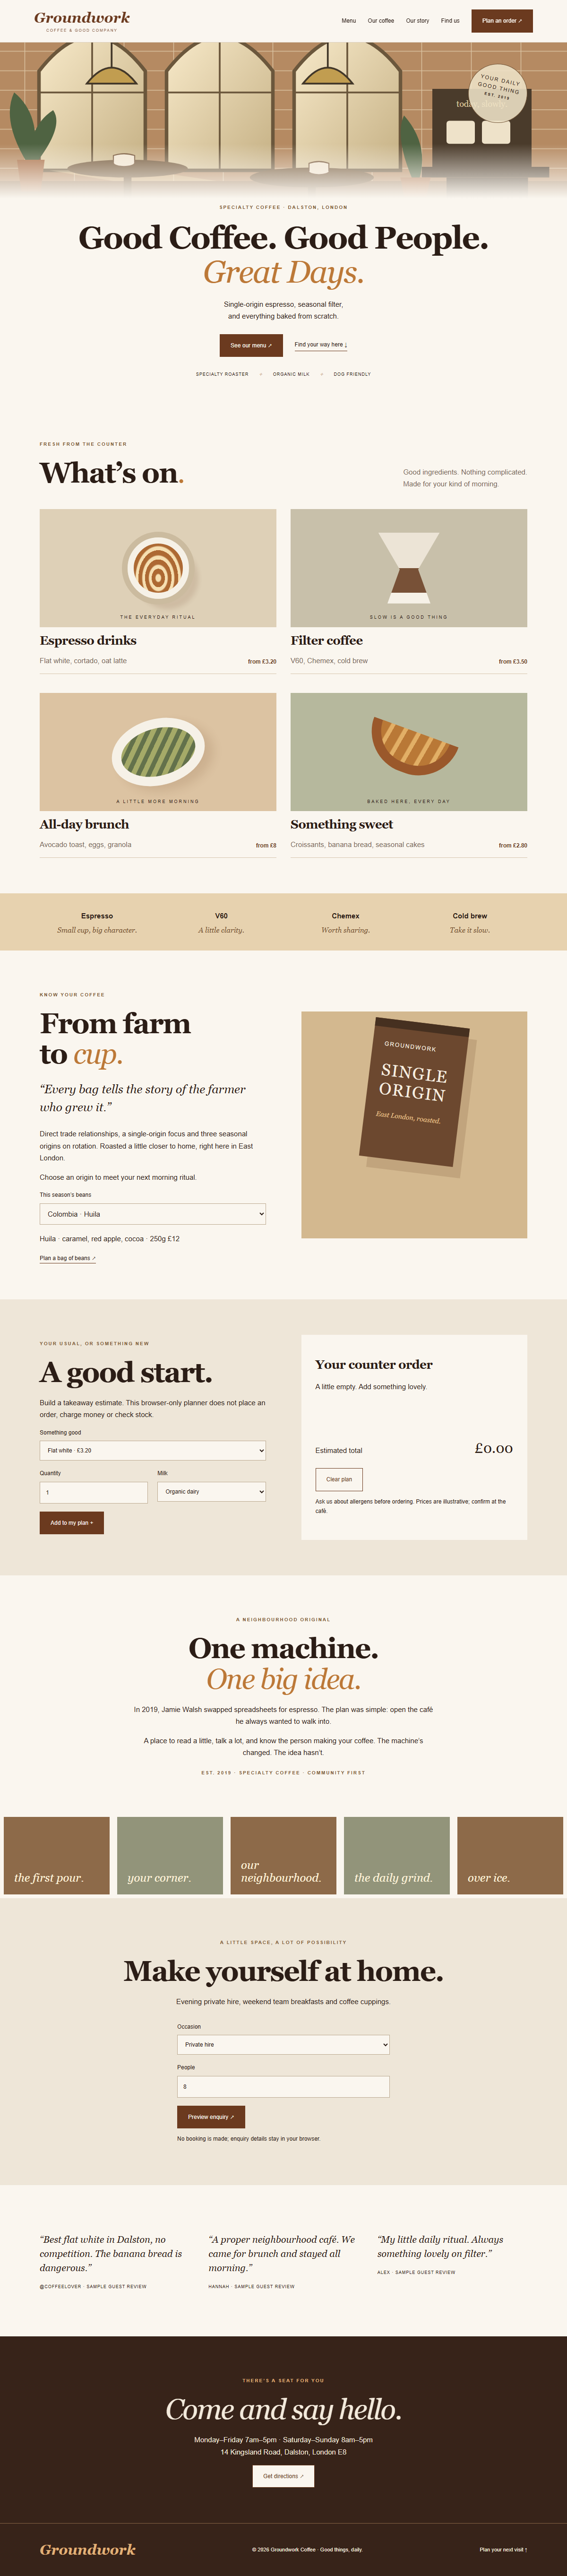 Groundwork
COFFEE & GOOD COMPANY
Menu
Our coffee
Our story
Find us
Plan an order ↗
YOUR DAILY
GOOD THING
EST. 2019
SPECIALTY COFFEE · DALSTON, LONDON
Good Coffee. Good People.
Great Days.
Single-origin espresso, seasonal filter,
and everything baked from scratch.
See our menu ↗
Find your way here ↓
SPECIALTY ROASTER
ORGANIC MILK
DOG FRIENDLY
FRESH FROM THE COUNTER
What’s on.
Good ingredients. Nothing complicated.
Made for your kind of morning.
THE EVERYDAY RITUAL
Espresso drinks
Flat white, cortado, oat latte
from £3.20
SLOW IS A GOOD THING
Filter coffee
V60, Chemex, cold brew
from £3.50
A LITTLE MORE MORNING
All-day brunch
Avocado toast, eggs, granola
from £8
BAKED HERE, EVERY DAY
Something sweet
Croissants, banana bread, seasonal cakes
from £2.80
Espresso
Small cup, big character.
V60
A little clarity.
Chemex
Worth sharing.
Cold brew
Take it slow.
KNOW YOUR COFFEE
From farm
to cup.
“Every bag tells the story of the farmer
who grew it.”
Direct trade relationships, a single-origin focus and three seasonal
origins on rotation. Roasted a little closer to home, right here in East
London.
Choose an origin to meet your next morning ritual.
This season’s beans
Colombia · Huila
Huila · caramel, red apple, cocoa · 250g £12
Plan a bag of beans ↗
GROUNDWORK
SINGLE
ORIGIN
East London, roasted.
YOUR USUAL, OR SOMETHING NEW
A good start.
Build a takeaway estimate. This browser-only planner does not place an
order, charge money or check stock.
Something good
Flat white · £3.20
Quantity
Milk
1
Organic dairy
Add to my plan +
Your counter order
A little empty. Add something lovely.
Estimated total
£0.00
Clear plan
Ask us about allergens before ordering. Prices are illustrative; confirm at the
café.
A NEIGHBOURHOOD ORIGINAL
One machine.
One big idea.
In 2019, Jamie Walsh swapped spreadsheets for espresso. The plan was simple: open the café
he always wanted to walk into.
A place to read a little, talk a lot, and know the person making your coffee. The machine’s
changed. The idea hasn’t.
EST. 2019 · SPECIALTY COFFEE · COMMUNITY FIRST
the first pour.
your corner.
our
neighbourhood.
the daily grind.
over ice.
A LITTLE SPACE, A LOT OF POSSIBILITY
Make yourself at home.
Evening private hire, weekend team breakfasts and coffee cuppings.
Occasion
Private hire
People
8
Preview enquiry ↗
No booking is made; enquiry details stay in your browser.
“Best flat white in Dalston, no
competition. The banana bread is
dangerous.”
@COFFEELOVER · SAMPLE GUEST REVIEW
“A proper neighbourhood café. We
came for brunch and stayed all
morning.”
HANNAH · SAMPLE GUEST REVIEW
“My little daily ritual. Always
something lovely on filter.”
ALEX · SAMPLE GUEST REVIEW
THERE’S A SEAT FOR YOU
Come and say hello.
Monday–Friday 7am–5pm · Saturday–Sunday 8am–5pm
14 Kingsland Road, Dalston, London E8
Get directions ↗
Groundwork
© 2026 Groundwork Coffee · Good things, daily.
Plan your next visit ↑